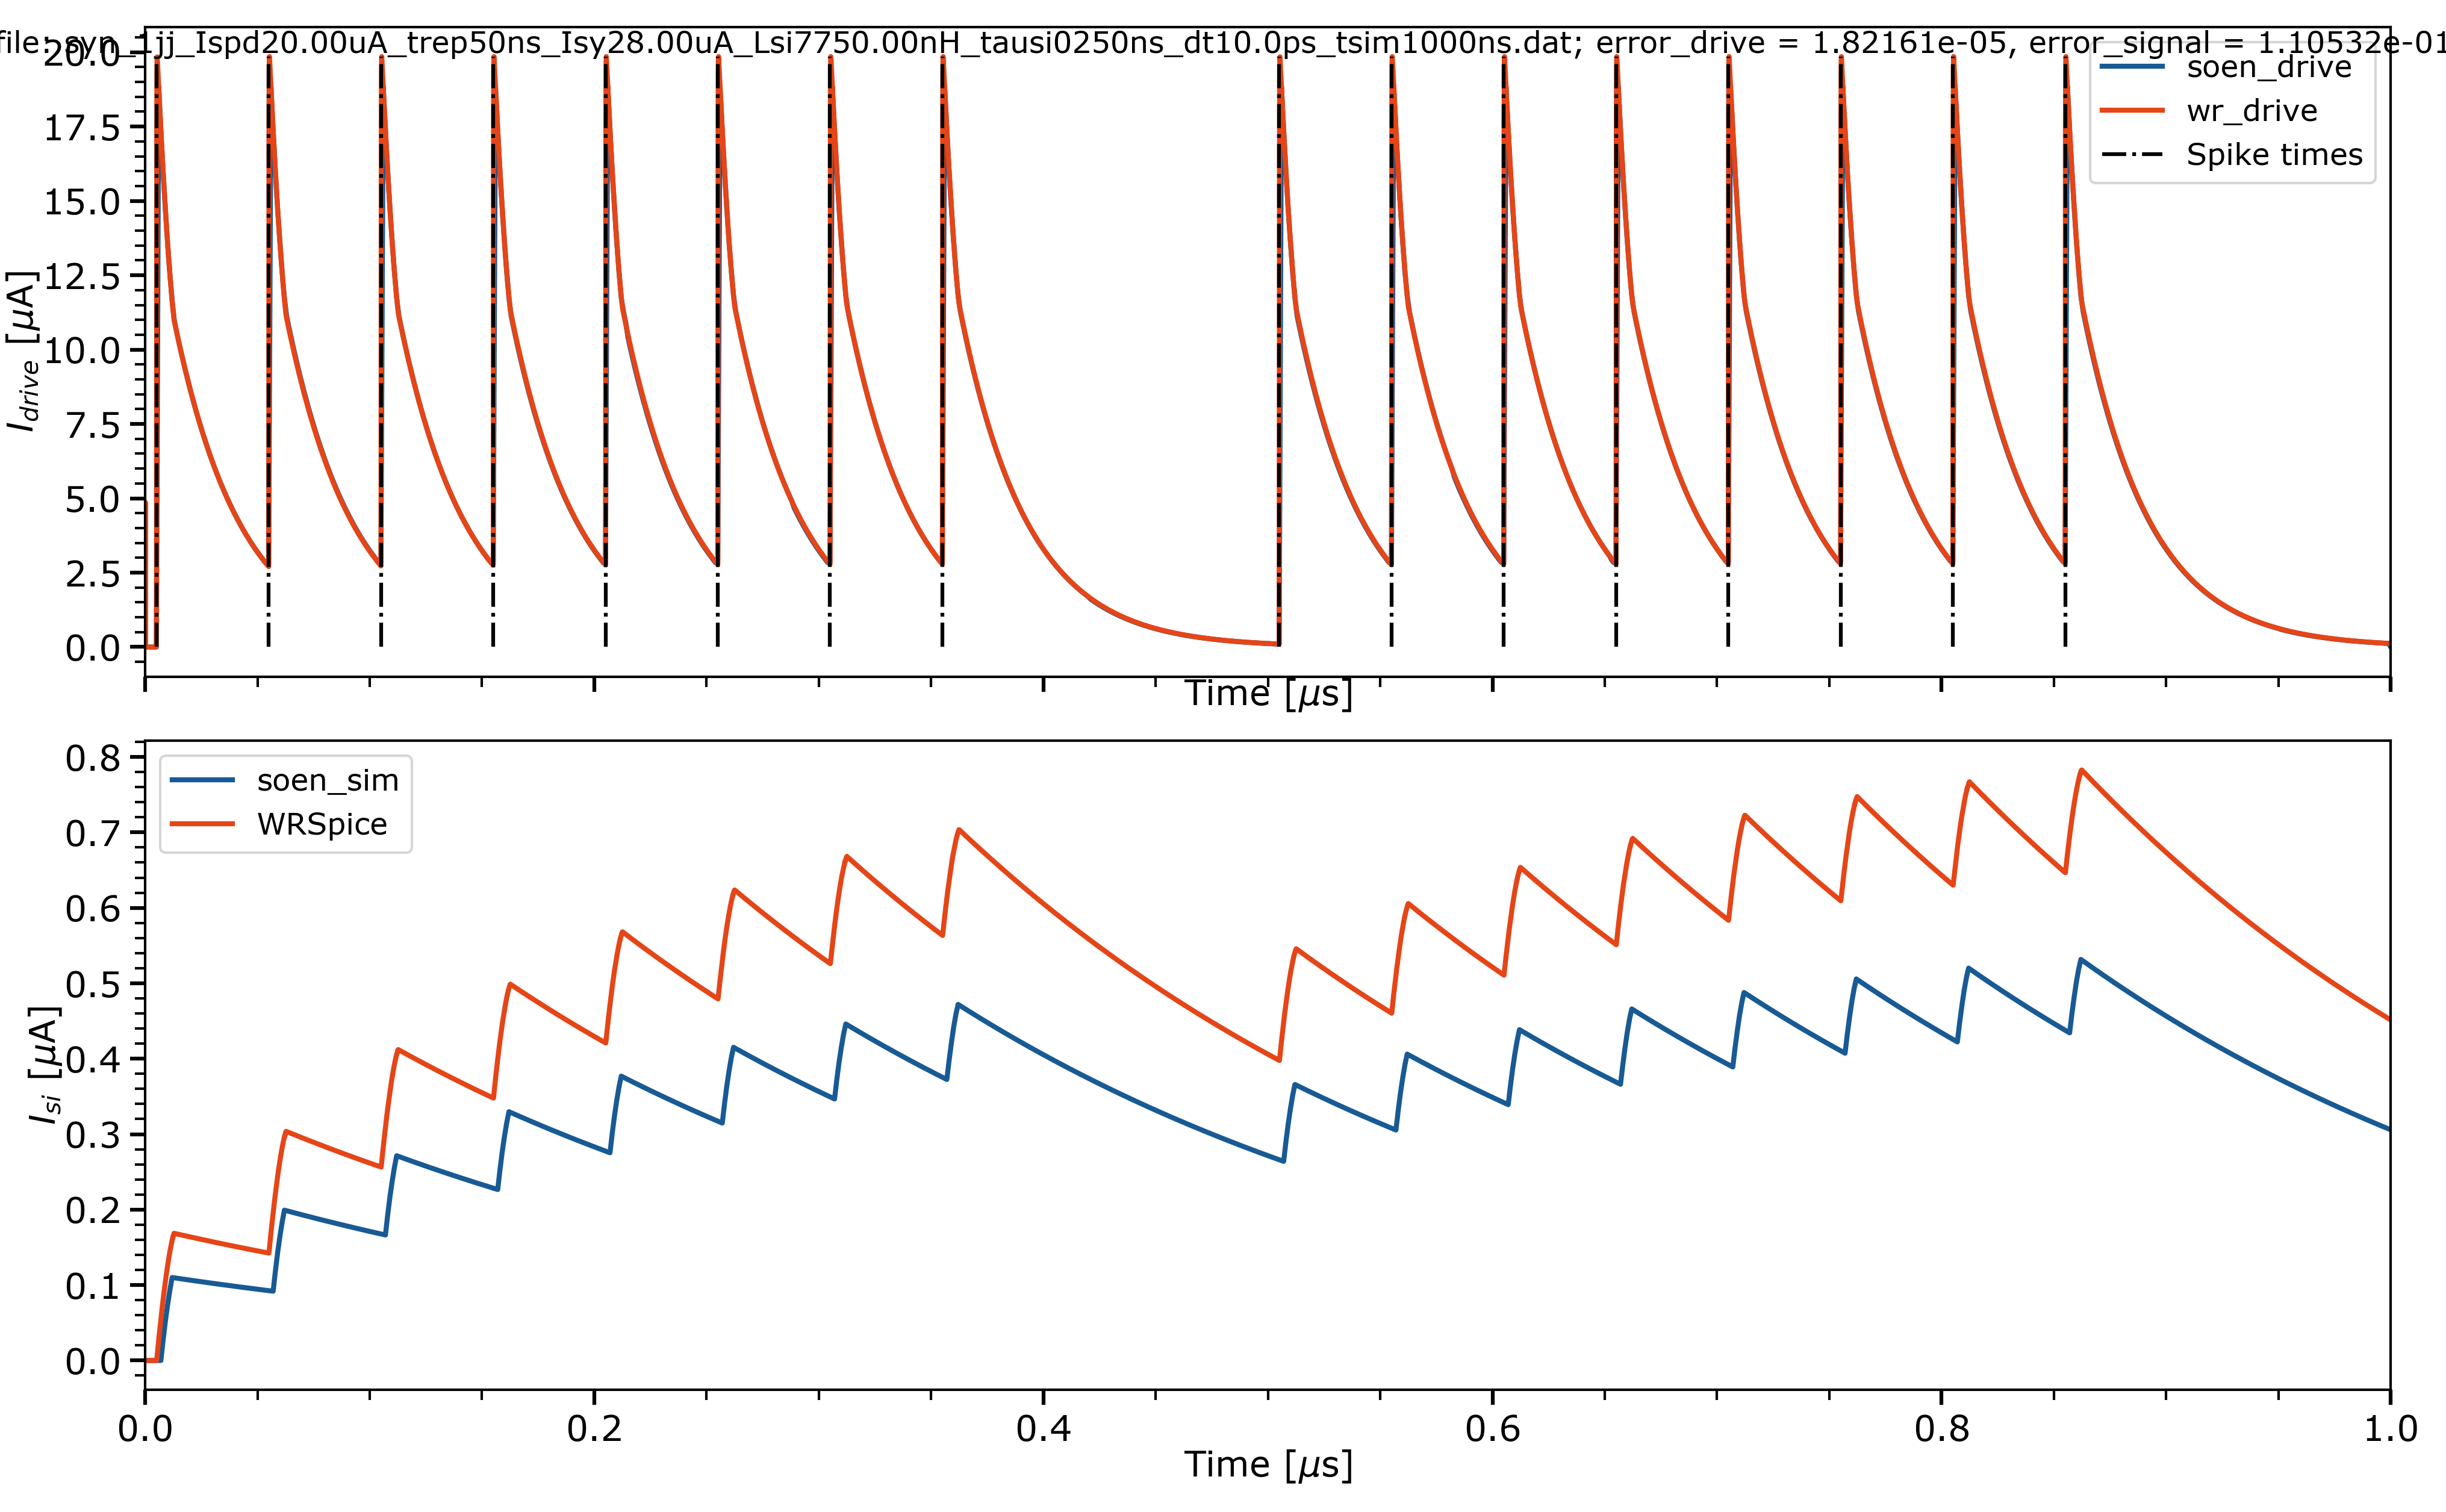 file: syn_1jj_Ispd20.00uA_trep50ns_Isy28.00uA_Lsi7750.00nH_tausi0250ns_dt10.0ps_tsim1000ns.dat; error_drive = 1.82161e-05, error_signal = 1.10532e-01
20.0
17.5
15.0
12.5
10.0
7.5
5.0
2.5
0.0
I_drive [μA]
soen_drive
wr_drive
Spike times
Time [μs]
0.8
0.7
0.6
0.5
0.4
0.3
0.2
0.1
0.0
I_si [μA]
soen_sim
WRSpice
0.0 0.2 0.4 0.6 0.8 1.0
Time [μs]